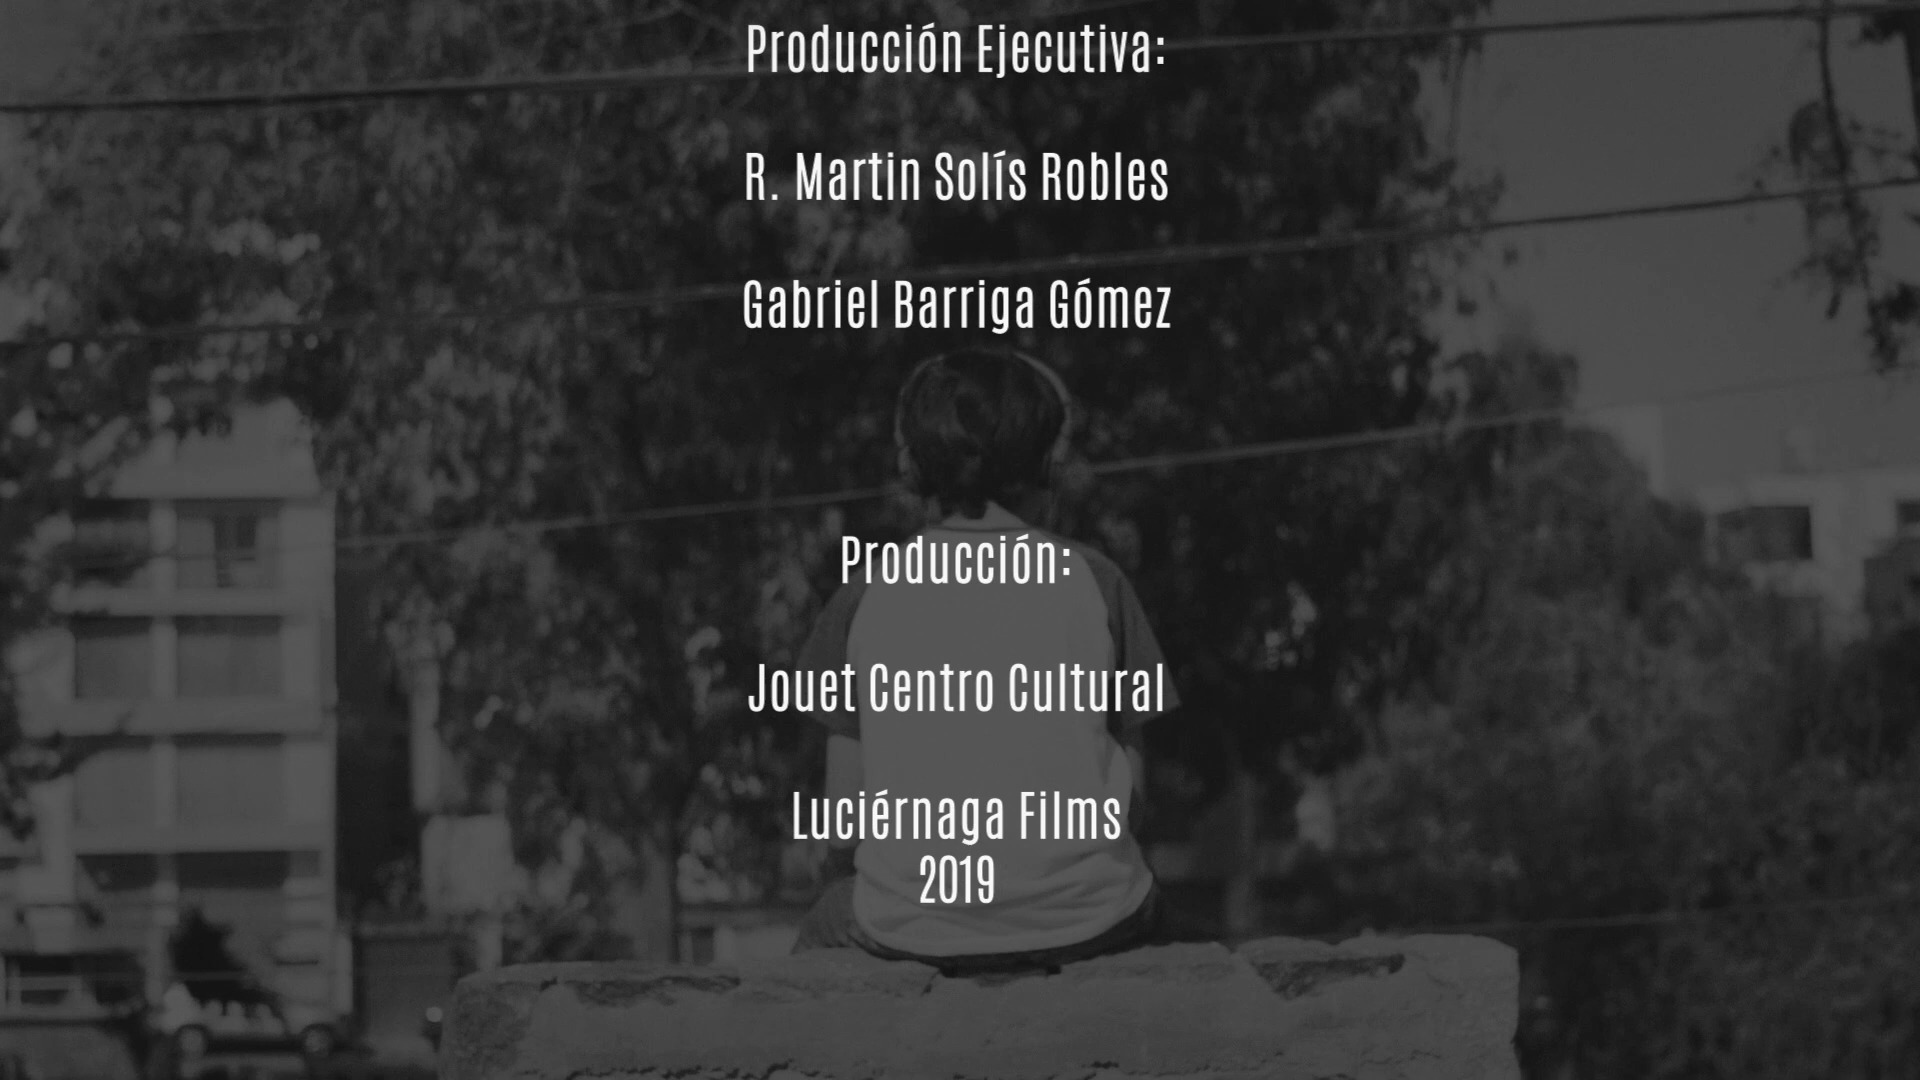 Producción Ejecutiva:
R. Martin Solís Robles
Gabriel Barriga Gómez
Producción:
Jouet Centro Cultural
Luciérnaga Films
2019